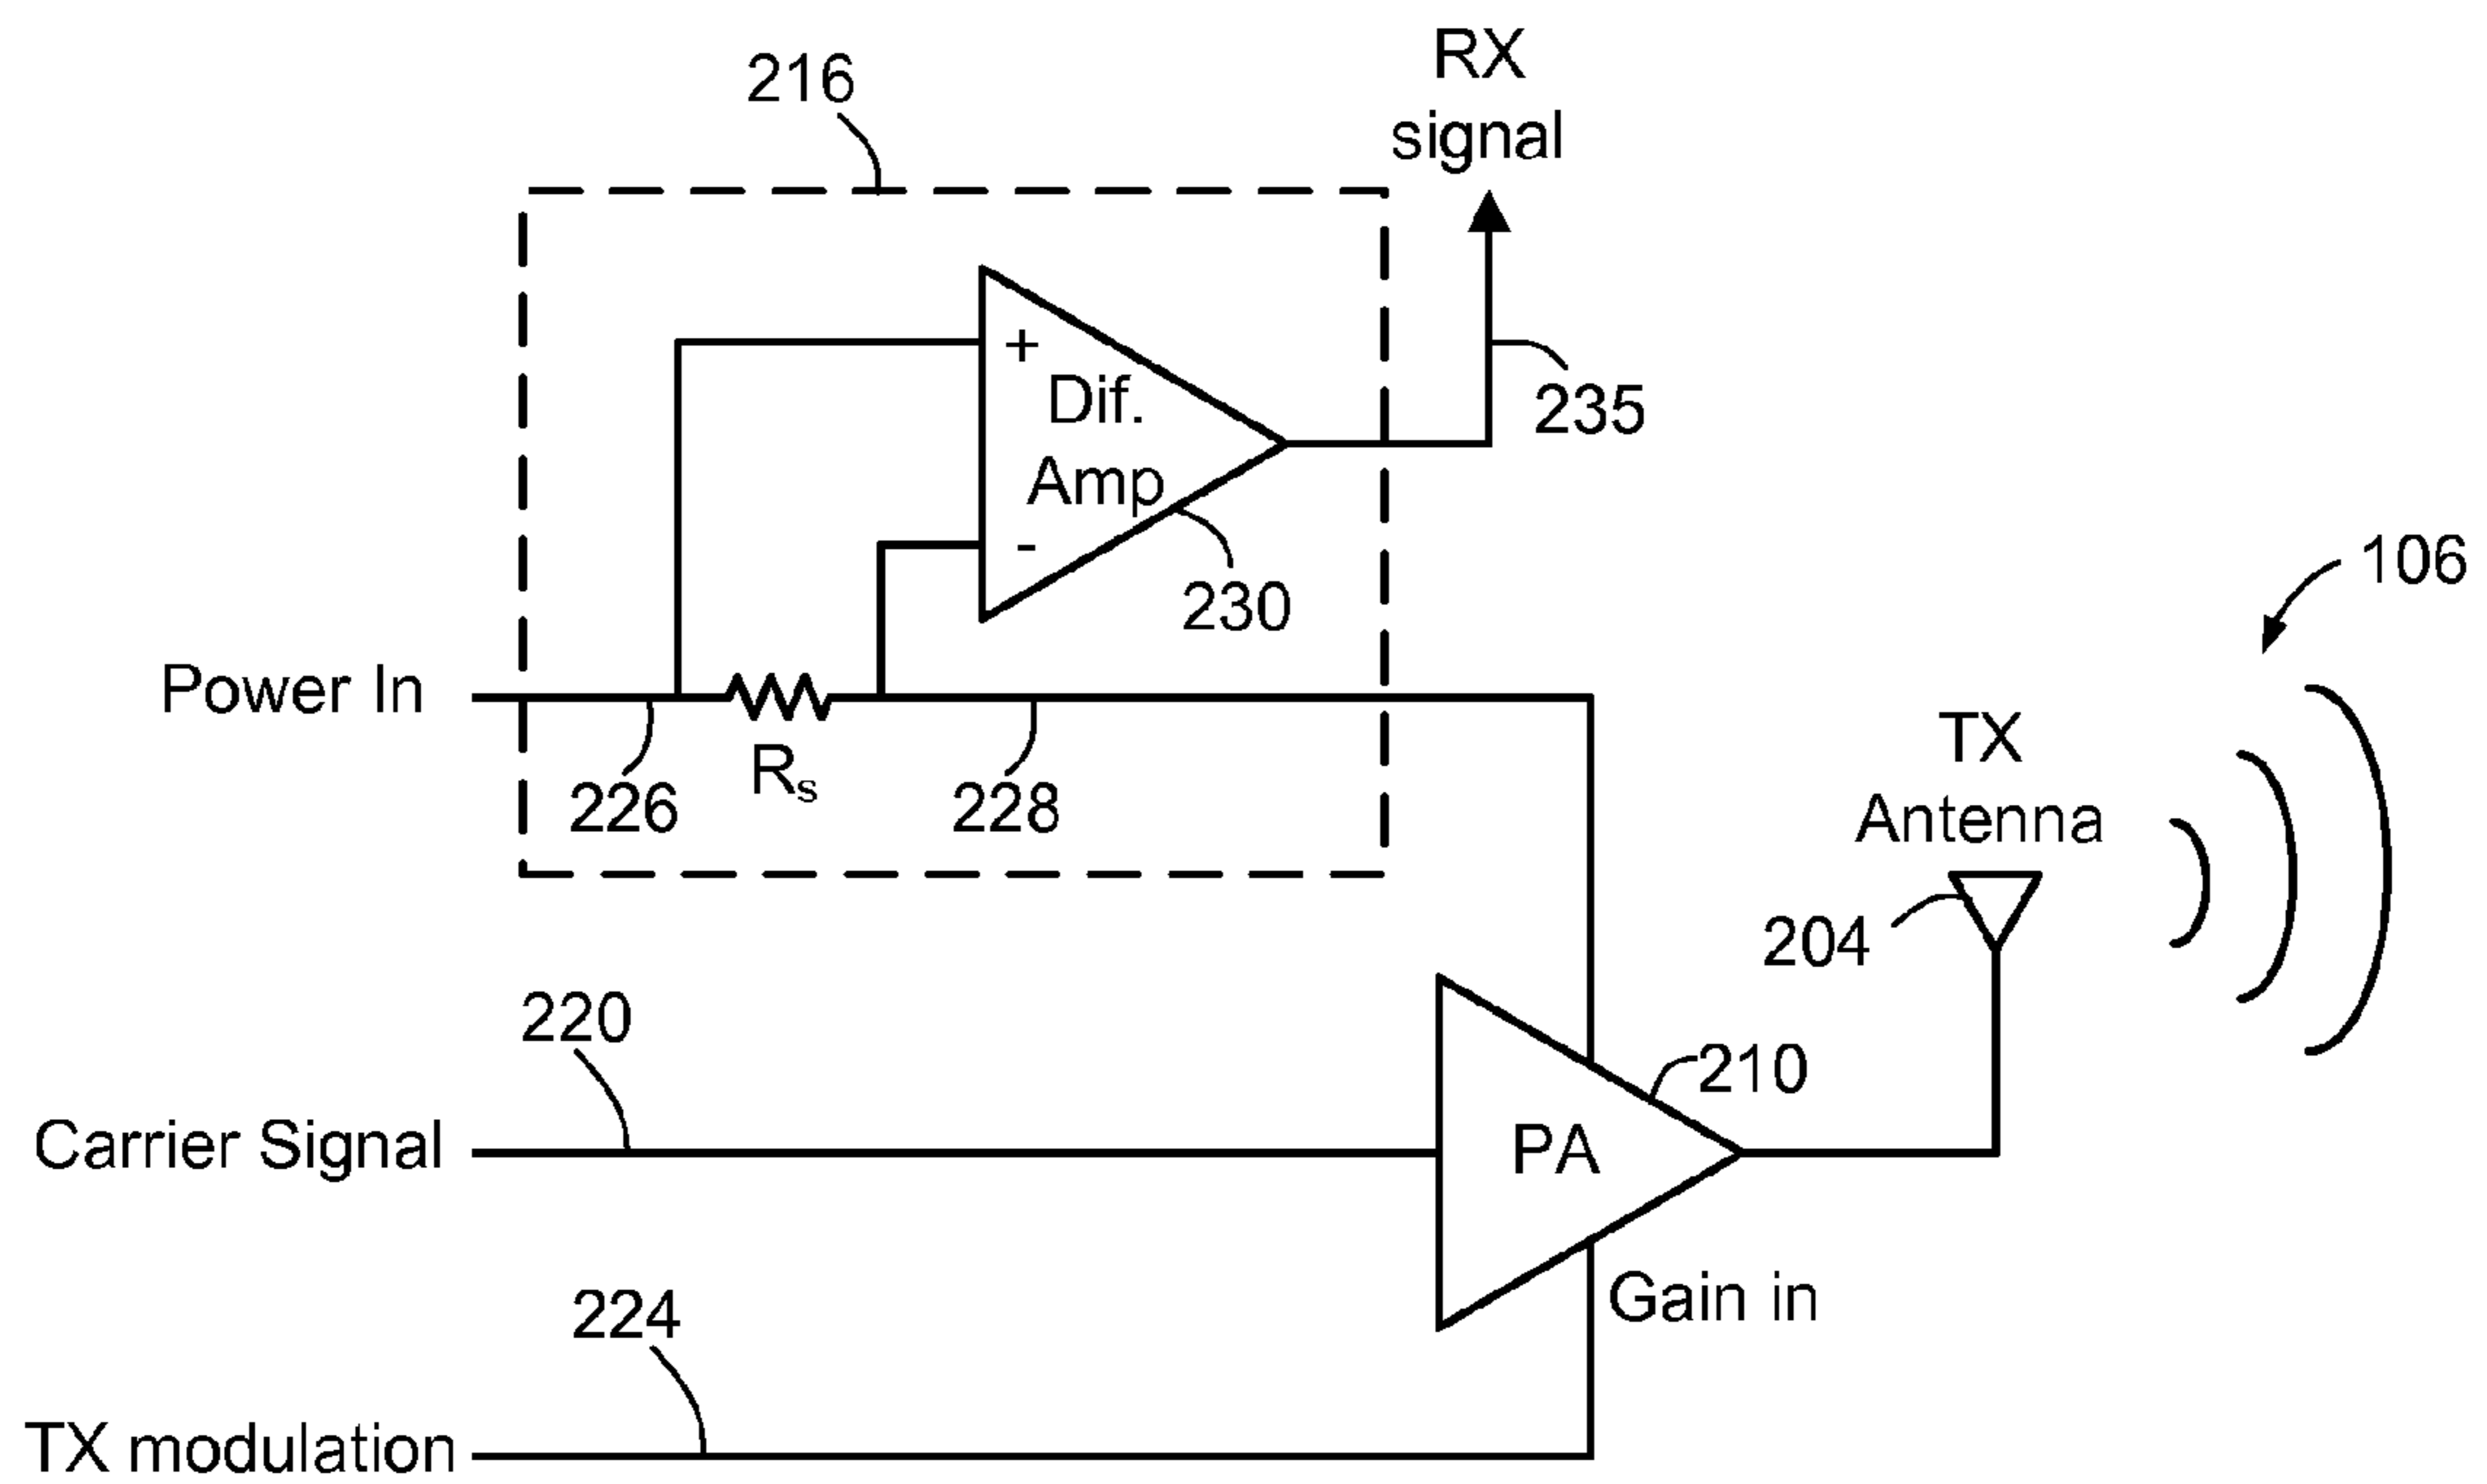 RX
signal
216
+
Dif.
Amp
-
235
230
106
Power In
226
Rs
228
TX
Antenna
204
220
Carrier Signal
210
PA
Gain in
224
TX modulation